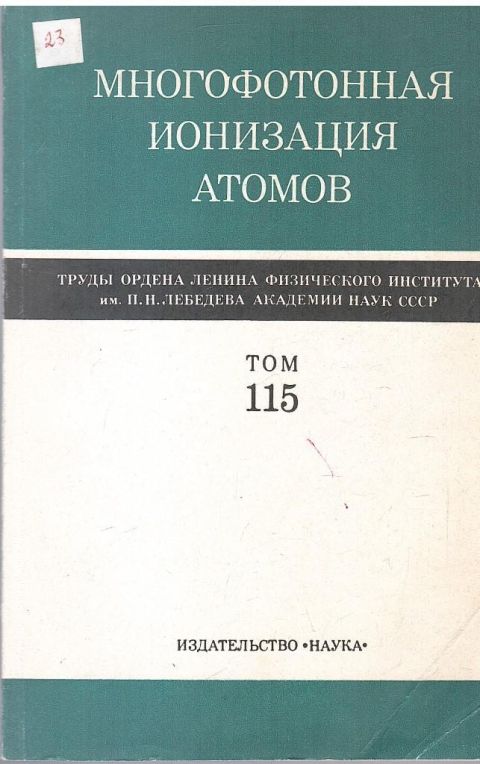 23
МНОГОФОТОННАЯ
ИОНИЗАЦИЯ
АТОМОВ
ТРУДЫ ОРДЕНА ЛЕНИНА ФИЗИЧЕСКОГО ИНСТИТУТА
им. П.Н. ЛЕБЕДЕВА АКАДЕМИИ НАУК СССР
ТОМ
115
ИЗДАТЕЛЬСТВО «НАУКА»